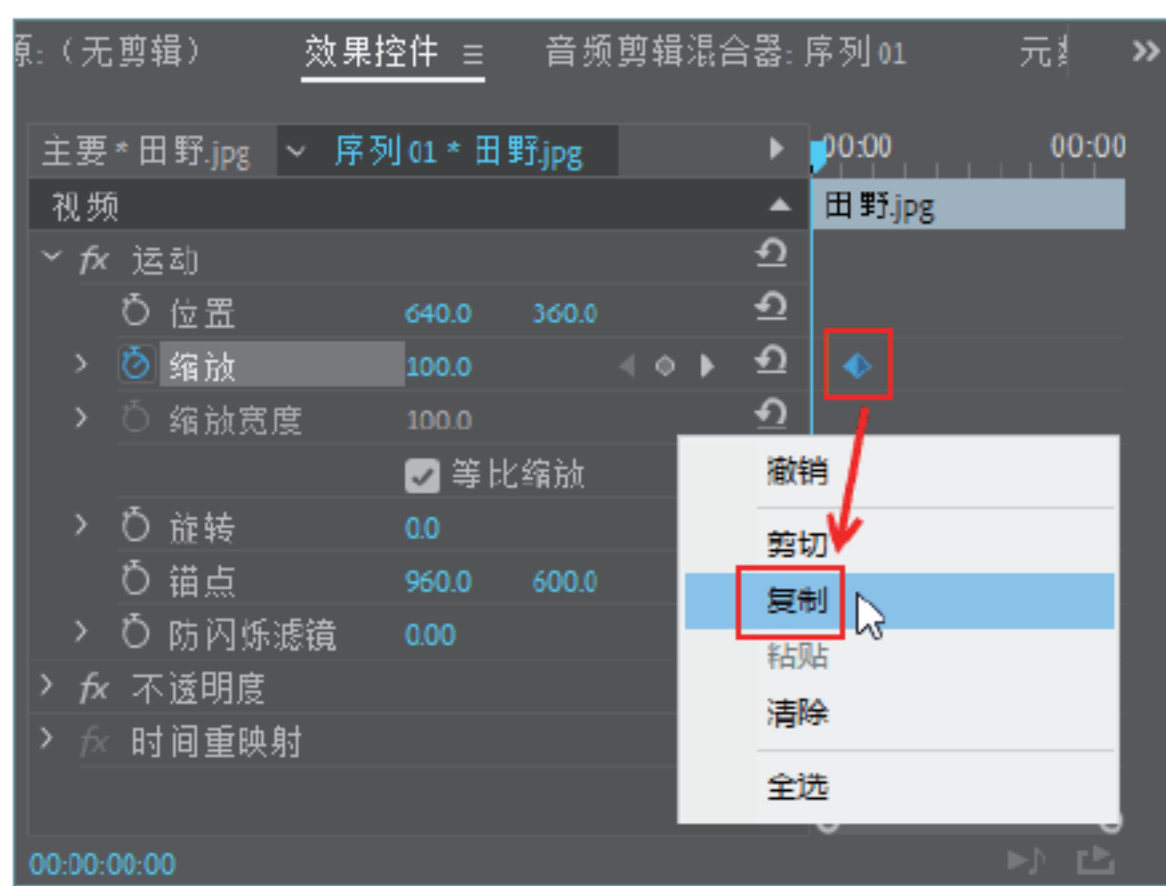 源:（无剪辑） 效果控件 音频剪辑混合器: 序列 01 元
主要 * 田野.jpg 序列 01 * 田野.jpg 00:00 00:00
视频 田野.jpg
fx 运动
位置 640.0 360.0
缩放 100.0
缩放宽度 100.0
等比缩放
旋转 0.0
锚点 960.0 600.0
防闪烁滤镜 0.00
fx 不透明度
fx 时间重映射
撤销
剪切
复制
粘贴
清除
全选
00:00:00:00